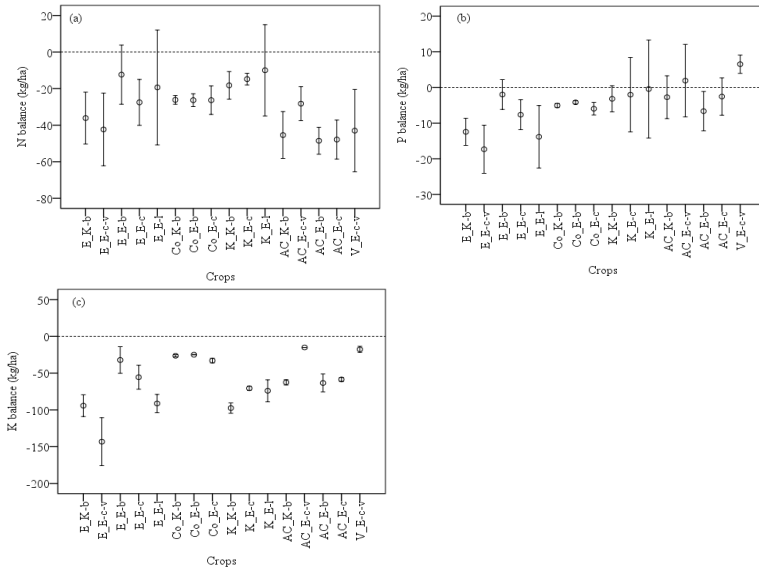 (a)
20
0
-20
-40
-60
-80
N balance (kg/ha)
E_K-b
E_E-c-v
E_E-b
E_E-c
E_E-l
Co_K-b
Co_E-b
Co_E-c
K_K-b
K_E-c
K_E-l
AC_K-b
AC_E-c-v
AC_E-b
AC_E-c
V_E-c-v
Crops
(b)
20
10
0
-10
-20
-30
P balance (kg/ha)
E_K-b
E_E-c-v
E_E-b
E_E-c
E_E-l
Co_K-b
Co_E-b
Co_E-c
K_K-b
K_E-c
K_E-l
AC_K-b
AC_E-c-v
AC_E-b
AC_E-c
V_E-c-v
Crops
(c)
50
0
-50
-100
-150
-200
K balance (kg/ha)
E_K-b
E_E-c-v
E_E-b
E_E-c
E_E-l
Co_K-b
Co_E-b
Co_E-c
K_K-b
K_E-c
K_E-l
AC_K-b
AC_E-c-v
AC_E-b
AC_E-c
V_E-c-v
Crops